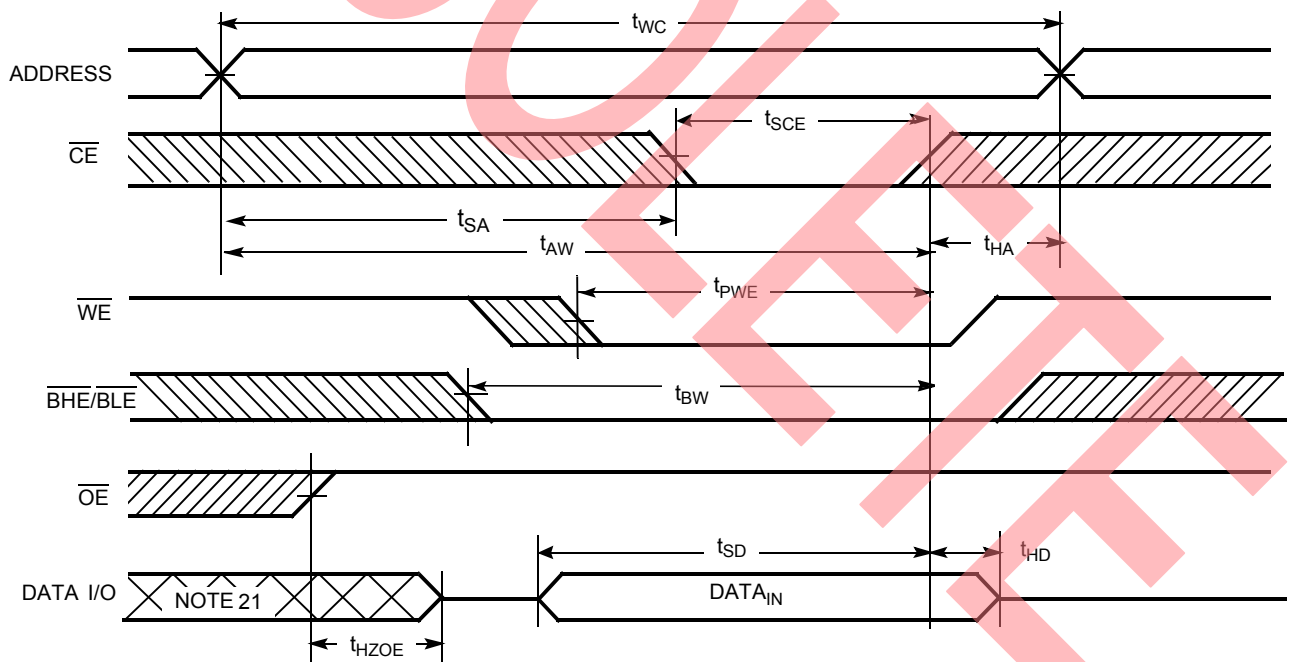 tWC
ADDRESS
tSCE
CE
tSA
tAW
tHA
tPWE
WE
tBW
BHE/BLE
OE
tSD
tHD
DATA I/O
NOTE 21
DATAIN
tHZOE
OLETE